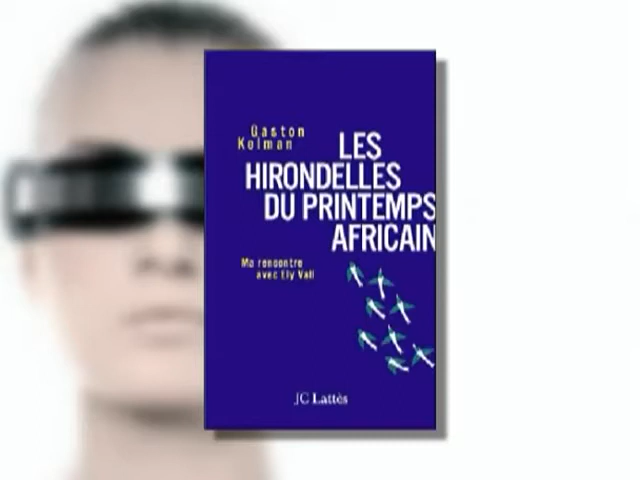 Gaston
Kelman
LES
HIRONDELLES
DU PRINTEMPS
AFRICAIN
Ma rencontre
avec Ely Vall
JC Lattès